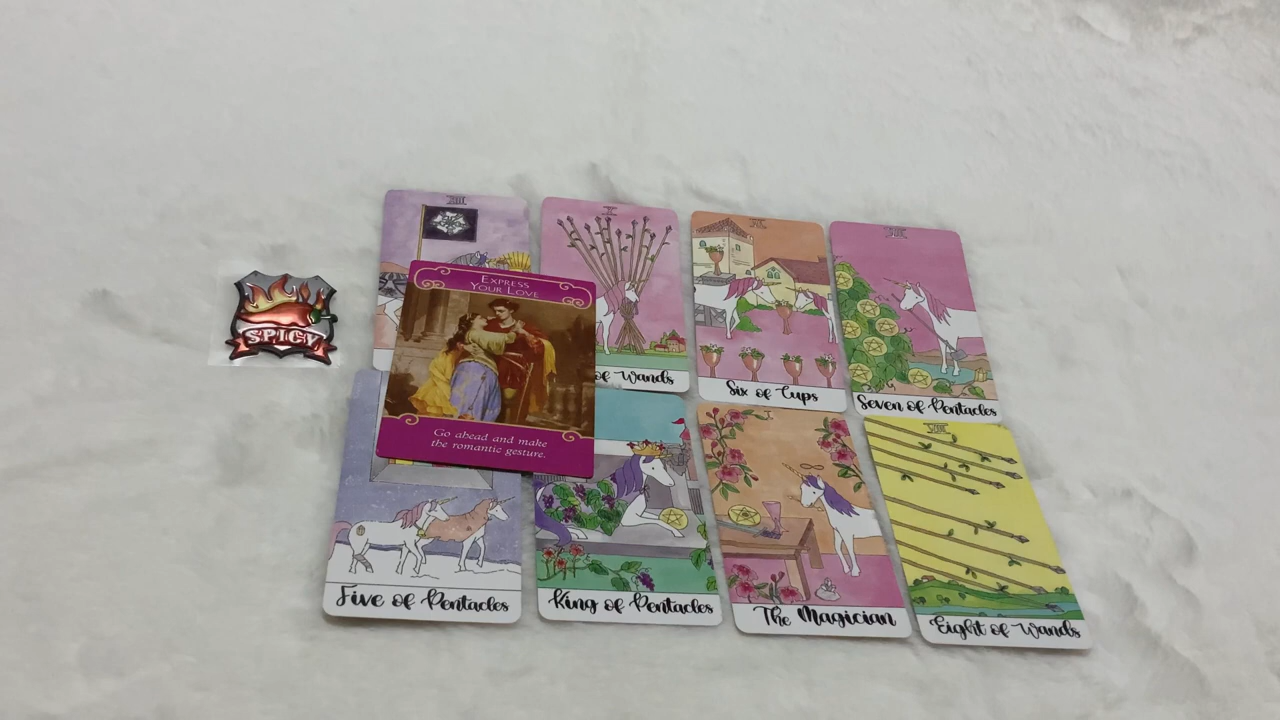 SPICY
EXPRESS
YOUR LOVE
Go ahead and make
the romantic gesture.
X
of Wands
Six of Cups
Seven of Pentacles
Five of Pentacles
King of Pentacles
I
The Magician
Eight of Wands